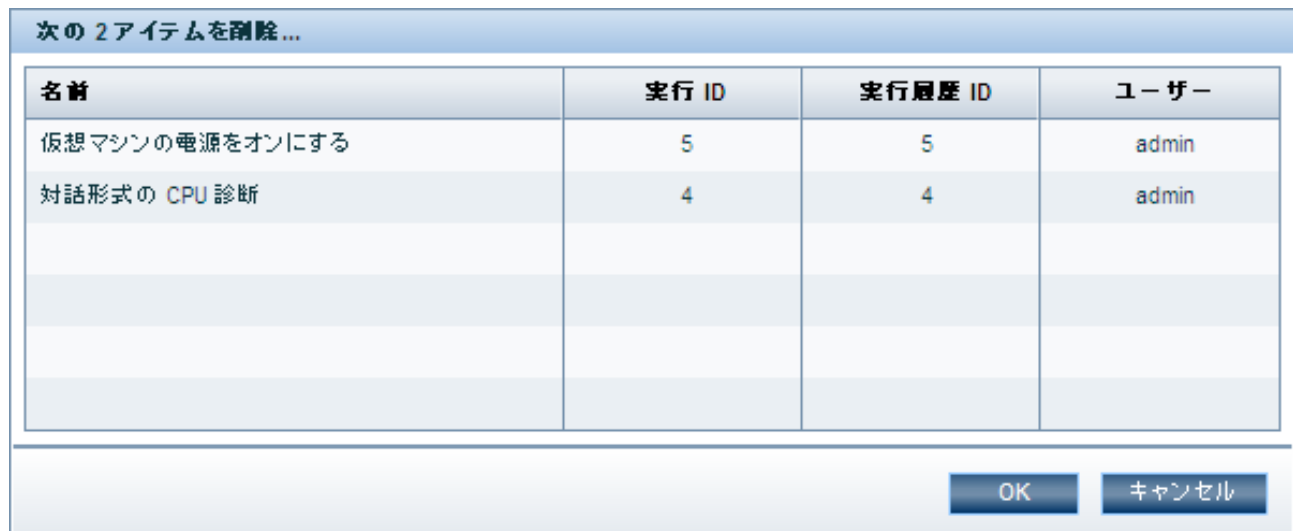 次の 2アイテムを削除...
名前 実行 ID 実行履歴 ID ユーザー
仮想マシンの電源をオンにする 5 5 admin
対話形式の CPU 診断 4 4 admin
OK キャンセル